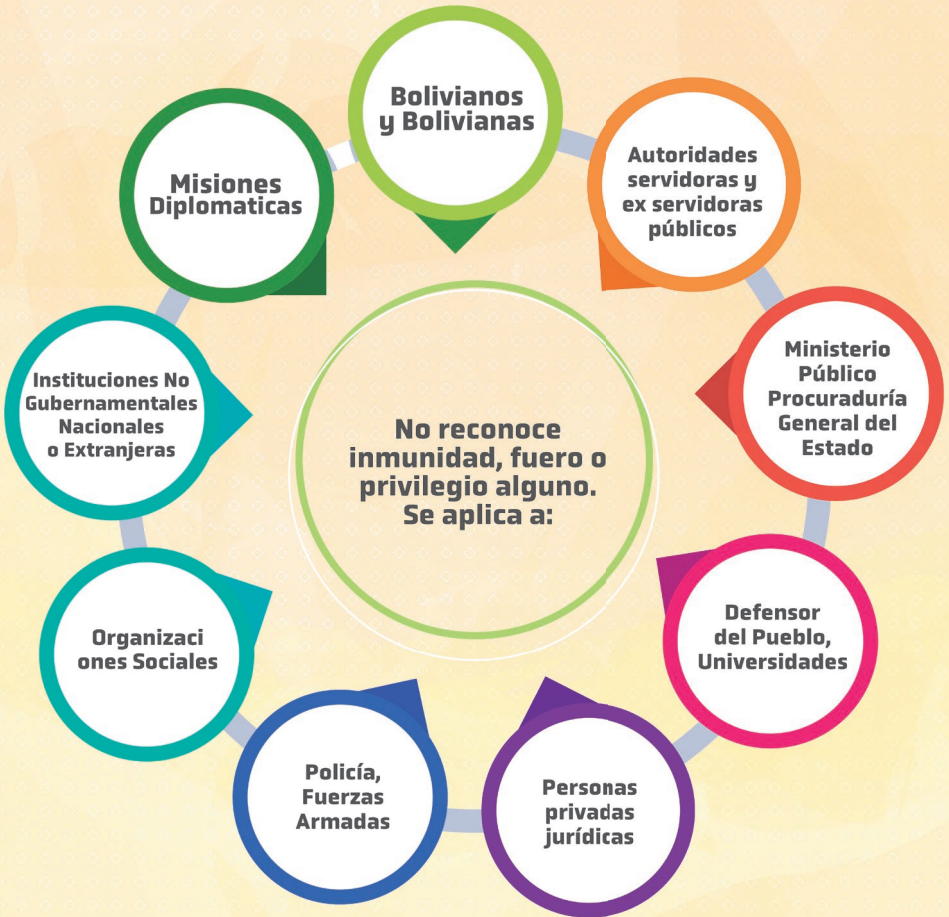 Bolivianos
y Bolivianas
Autoridades
servidoras y
ex servidoras
públicos
Ministerio
Público
Procuraduría
General del
Estado
Defensor
del Pueblo,
Universidades
Personas
privadas
jurídicas
Policía,
Fuerzas
Armadas
Organizaci
ones Sociales
Instituciones No
Gubernamentales
Nacionales
o Extranjeras
Misiones
Diplomaticas
No reconoce
inmunidad, fuero o
privilegio alguno.
Se aplica a: